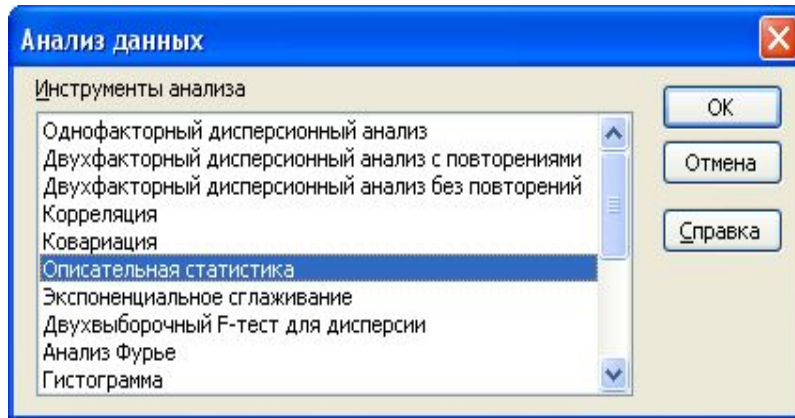 Анализ данных
Инструменты анализа
Однофакторный дисперсионный анализ
Двухфакторный дисперсионный анализ с повторениями
Двухфакторный дисперсионный анализ без повторений
Корреляция
Ковариация
Описательная статистика
Экспоненциальное сглаживание
Двухвыборочный F-тест для дисперсии
Анализ Фурье
Гистограмма
ОК
Отмена
Справка